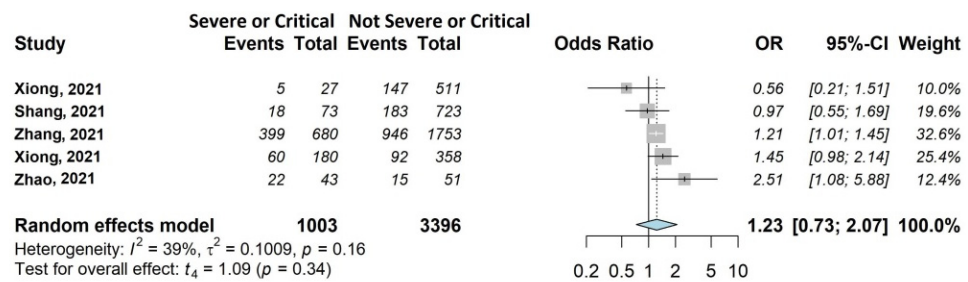 Severe or Critical Not Severe or Critical
Study Events Total Events Total Odds Ratio OR 95%-CI Weight
Xiong, 2021 5 27 147 511 0.56 [0.21; 1.51] 10.0%
Shang, 2021 18 73 183 723 0.97 [0.55; 1.69] 19.6%
Zhang, 2021 399 680 946 1753 1.21 [1.01; 1.45] 32.6%
Xiong, 2021 60 180 92 358 1.45 [0.98; 2.14] 25.4%
Zhao, 2021 22 43 15 51 2.51 [1.08; 5.88] 12.4%
Random effects model 1003 3396 1.23 [0.73; 2.07] 100.0%
Heterogeneity: I² = 39%, τ² = 0.1009, p = 0.16
Test for overall effect: t₄ = 1.09 (p = 0.34)
0.2 0.5 1 2 5 10